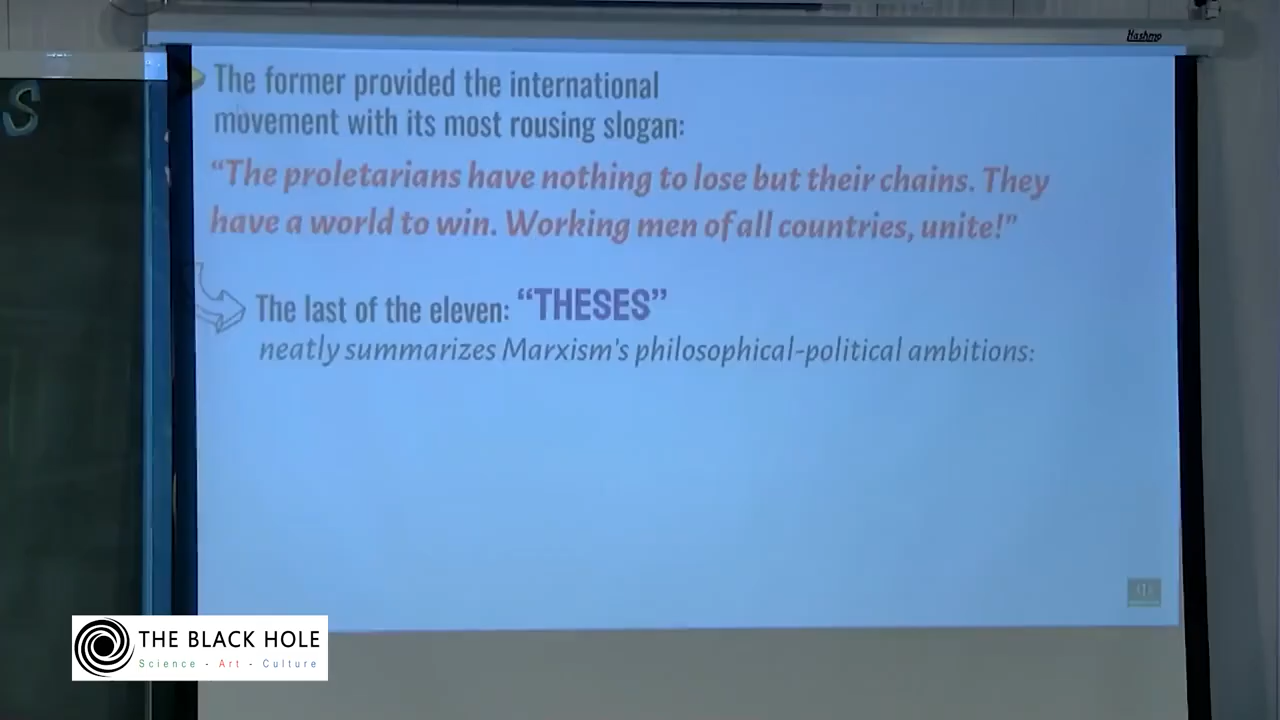 Hashmo
S
The former provided the international
movement with its most rousing slogan:
“The proletarians have nothing to lose but their chains. They
have a world to win. Working men of all countries, unite!”
The last of the eleven: “THESES”
neatly summarizes Marxism's philosophical-political ambitions:
THE BLACK HOLE
Science - Art - Culture